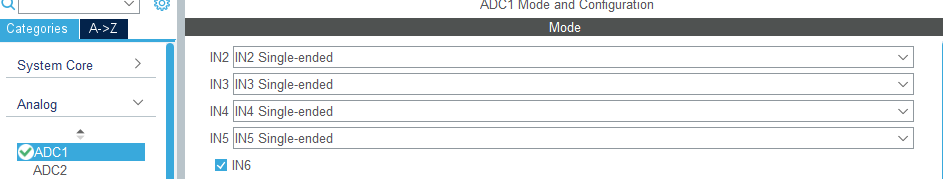 ADC1 Mode and Configuration
Categories A->Z
Mode
System Core
Analog
ADC1
ADC2
IN2 IN2 Single-ended
IN3 IN3 Single-ended
IN4 IN4 Single-ended
IN5 IN5 Single-ended
IN6